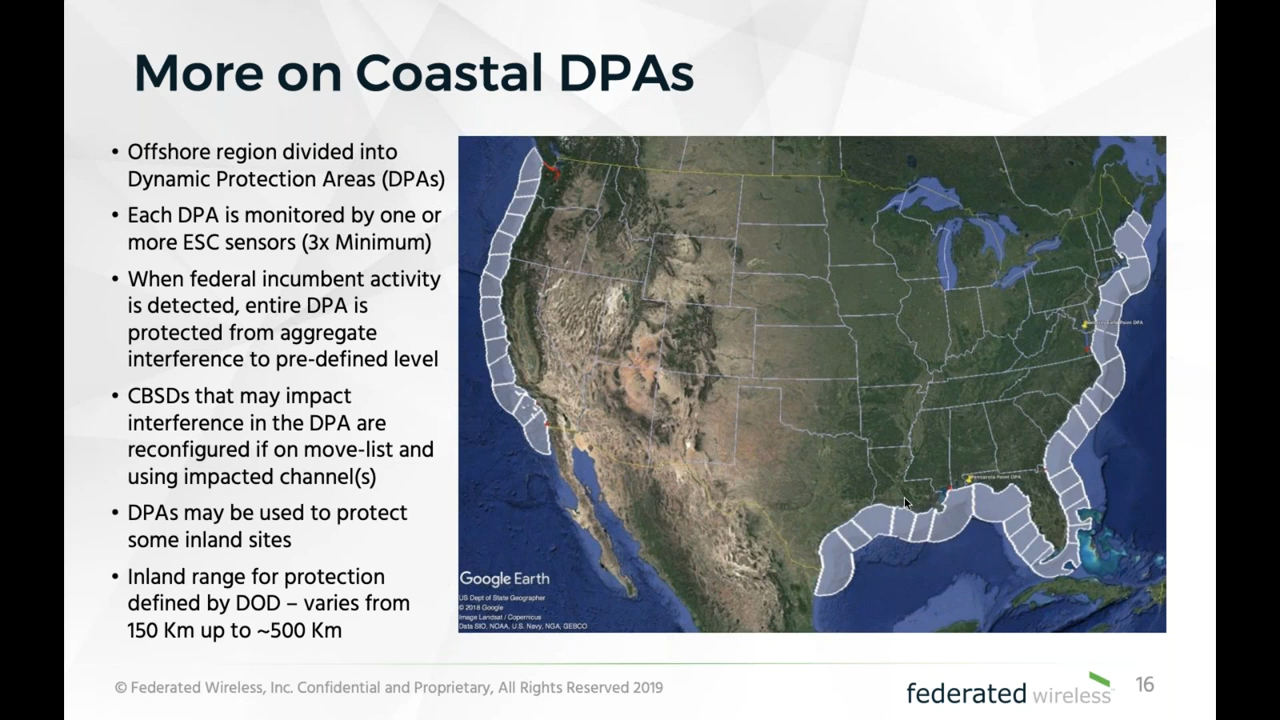 More on Coastal DPAs
• Offshore region divided into
Dynamic Protection Areas (DPAs)
• Each DPA is monitored by one or
more ESC sensors (3x Minimum)
• When federal incumbent activity
is detected, entire DPA is
protected from aggregate
interference to pre-defined level
• CBSDs that may impact
interference in the DPA are
reconfigured if on move-list and
using impacted channel(s)
• DPAs may be used to protect
some inland sites
• Inland range for protection
defined by DOD – varies from
150 Km up to ~500 Km
Point DPA
Pensacola Point DPA
Google Earth
US Dept of State Geographer
© 2018 Google
Image Landsat / Copernicus
Data SIO, NOAA, U.S. Navy, NGA, GEBCO
© Federated Wireless, Inc. Confidential and Proprietary, All Rights Reserved 2019
federated wireless
16